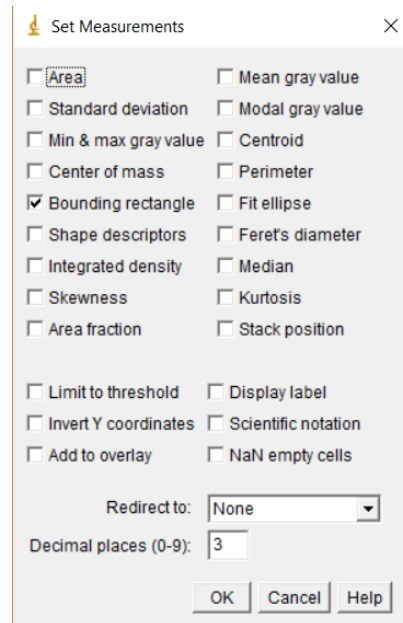 Set Measurements
Area Mean gray value
Standard deviation Modal gray value
Min & max gray value Centroid
Center of mass Perimeter
Bounding rectangle Fit ellipse
Shape descriptors Feret's diameter
Integrated density Median
Skewness Kurtosis
Area fraction Stack position
Limit to threshold Display label
Invert Y coordinates Scientific notation
Add to overlay NaN empty cells
Redirect to: None
Decimal places (0-9): 3
OK Cancel Help